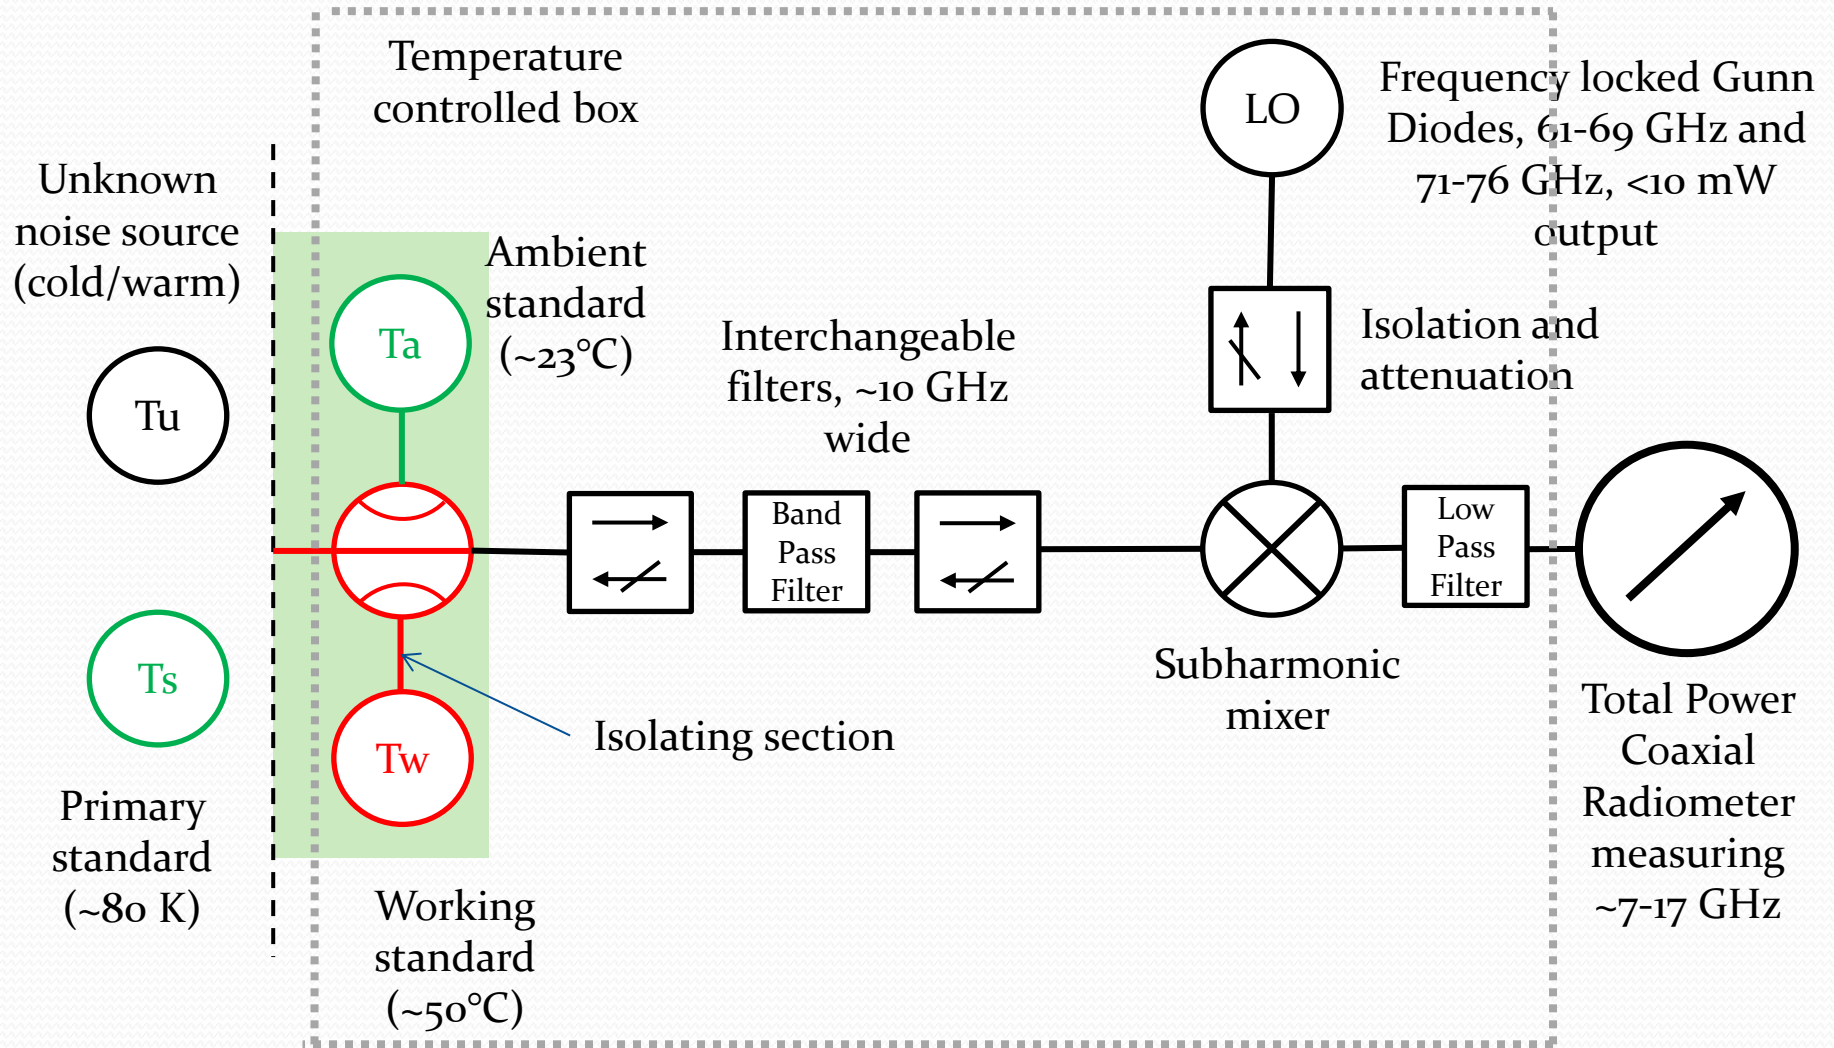 Temperature
controlled box
LO
Frequency locked Gunn
Diodes, 61-69 GHz and
71-76 GHz, <10 mW
output
Unknown
noise source
(cold/warm)
Tu
Ta
Ambient
standard
(~23°C)
Interchangeable
filters, ~10 GHz
wide
Isolation and
attenuation
Band
Pass
Filter
Low
Pass
Filter
Subharmonic
mixer
Total Power
Coaxial
Radiometer
measuring
~7-17 GHz
Ts
Primary
standard
(~80 K)
Isolating section
Tw
Working
standard
(~50°C)